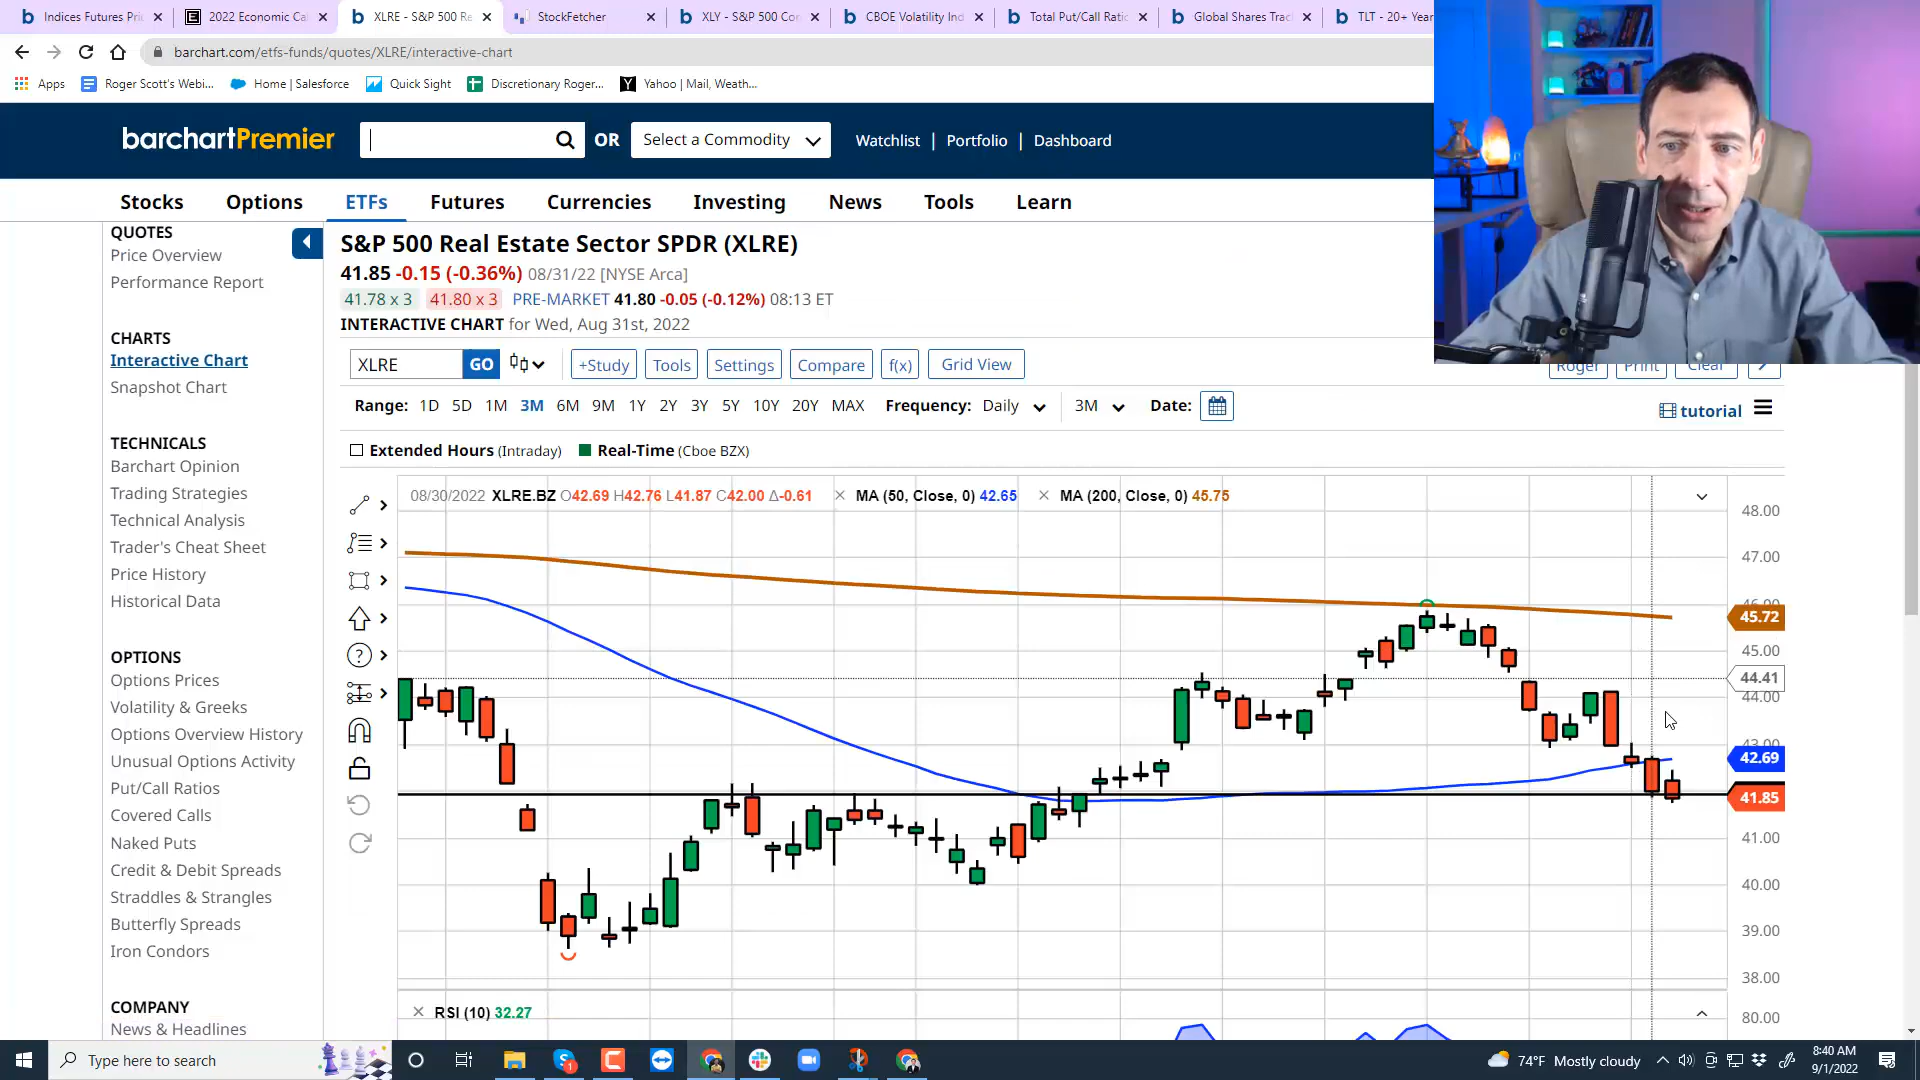 Indices Futures Pri
2022 Economic Ca
XLRE - S&P 500 Re
StockFetcher
XLY - S&P 500 Co
CBOE Volatility Ind
Total Put/Call Ratio
Global Shares Trac
TLT - 20+ Year
barchart.com/etfs-funds/quotes/XLRE/interactive-chart
Apps
Roger Scott's Webi...
Home | Salesforce
Quick Sight
Discretionary Roger...
Yahoo | Mail, Weath...
barchartPremier
OR
Select a Commodity
Watchlist | Portfolio | Dashboard
Stocks Options ETFs Futures Currencies Investing News Tools Learn
QUOTES
Price Overview
Performance Report
CHARTS
Interactive Chart
Snapshot Chart
TECHNICALS
Barchart Opinion
Trading Strategies
Technical Analysis
Trader's Cheat Sheet
Price History
Historical Data
OPTIONS
Options Prices
Volatility & Greeks
Options Overview History
Unusual Options Activity
Put/Call Ratios
Covered Calls
Naked Puts
Credit & Debit Spreads
Straddles & Strangles
Butterfly Spreads
Iron Condors
COMPANY
News & Headlines
S&P 500 Real Estate Sector SPDR (XLRE)
41.85 -0.15 (-0.36%) 08/31/22 [NYSE Arca]
41.78 x 3 41.80 x 3 PRE-MARKET 41.80 -0.05 (-0.12%) 08:13 ET
INTERACTIVE CHART for Wed, Aug 31st, 2022
XLRE GO +Study Tools Settings Compare f(x) Grid View Roger Print Clear
Range: 1D 5D 1M 3M 6M 9M 1Y 2Y 3Y 5Y 10Y 20Y MAX Frequency: Daily 3M Date: tutorial
Extended Hours (Intraday) Real-Time (Cboe BZX)
08/30/2022 XLRE.BZ O42.69 H42.76 L41.87 C42.00 Δ-0.61 × MA (50, Close, 0) 42.65 × MA (200, Close, 0) 45.75
48.00
47.00
46.00
45.72
45.00
44.41
44.00
43.00
42.69
41.85
41.00
40.00
39.00
38.00
× RSI (10) 32.27
80.00
Type here to search
74°F Mostly cloudy
8:40 AM
9/1/2022